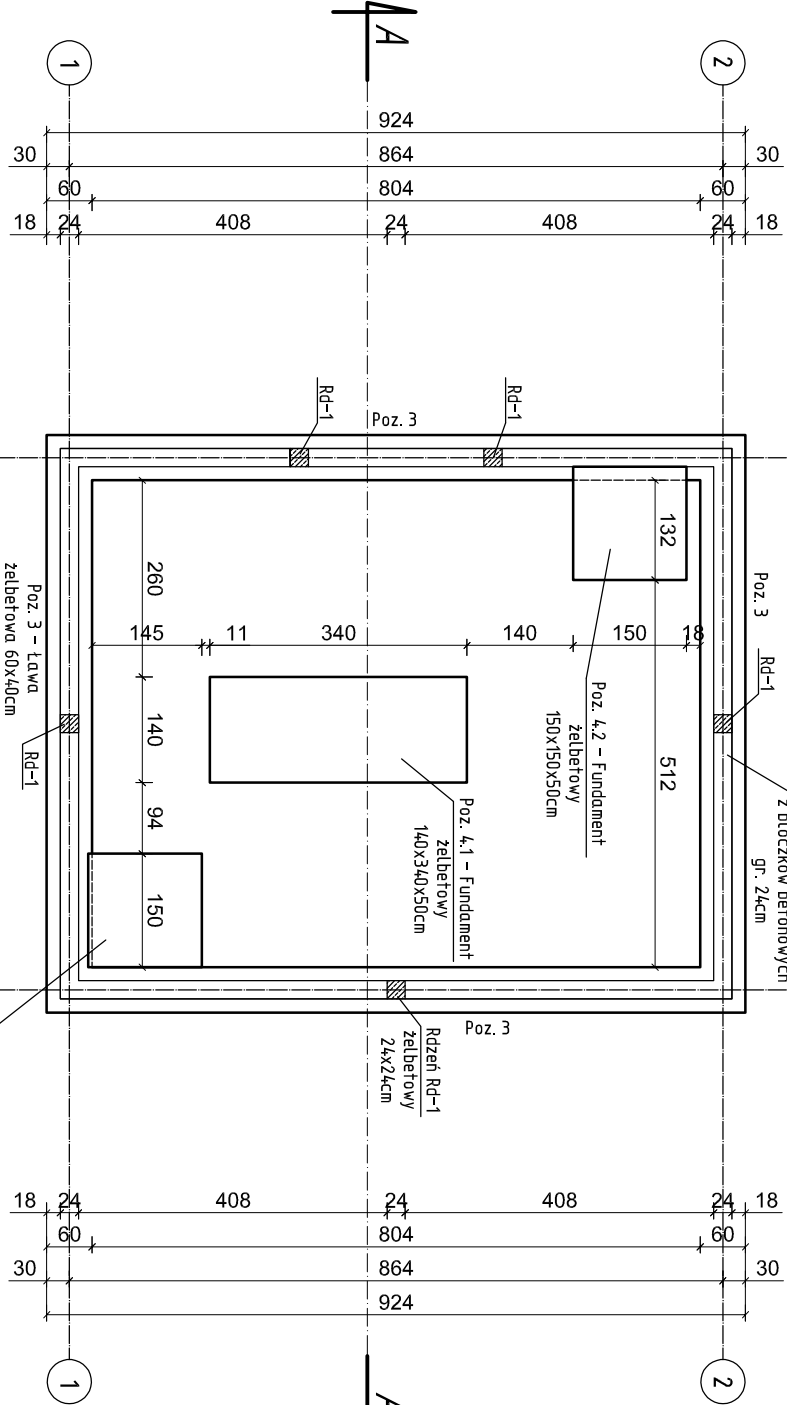 A
1
2
924
30
864
30
60
804
60
18
24
408
24
408
24
18
Rd-1
Poz. 3
Rd-1
Poz. 3
Rd-1
z bloczków betonowych
gr. 24cm
132
512
260
140
94
150
145
11
340
140
150
18
Poz. 4.2 - Fundament
żelbetowy
150x150x50cm
Poz. 4.1 - Fundament
żelbetowy
140x340x50cm
Poz. 3 - Ława
żelbetowa 60x40cm
Rd-1
Poz. 3
Rdzeń Rd-1
żelbetowy
24x24cm
18
24
408
24
408
24
18
60
804
60
30
864
30
924
1
2
A